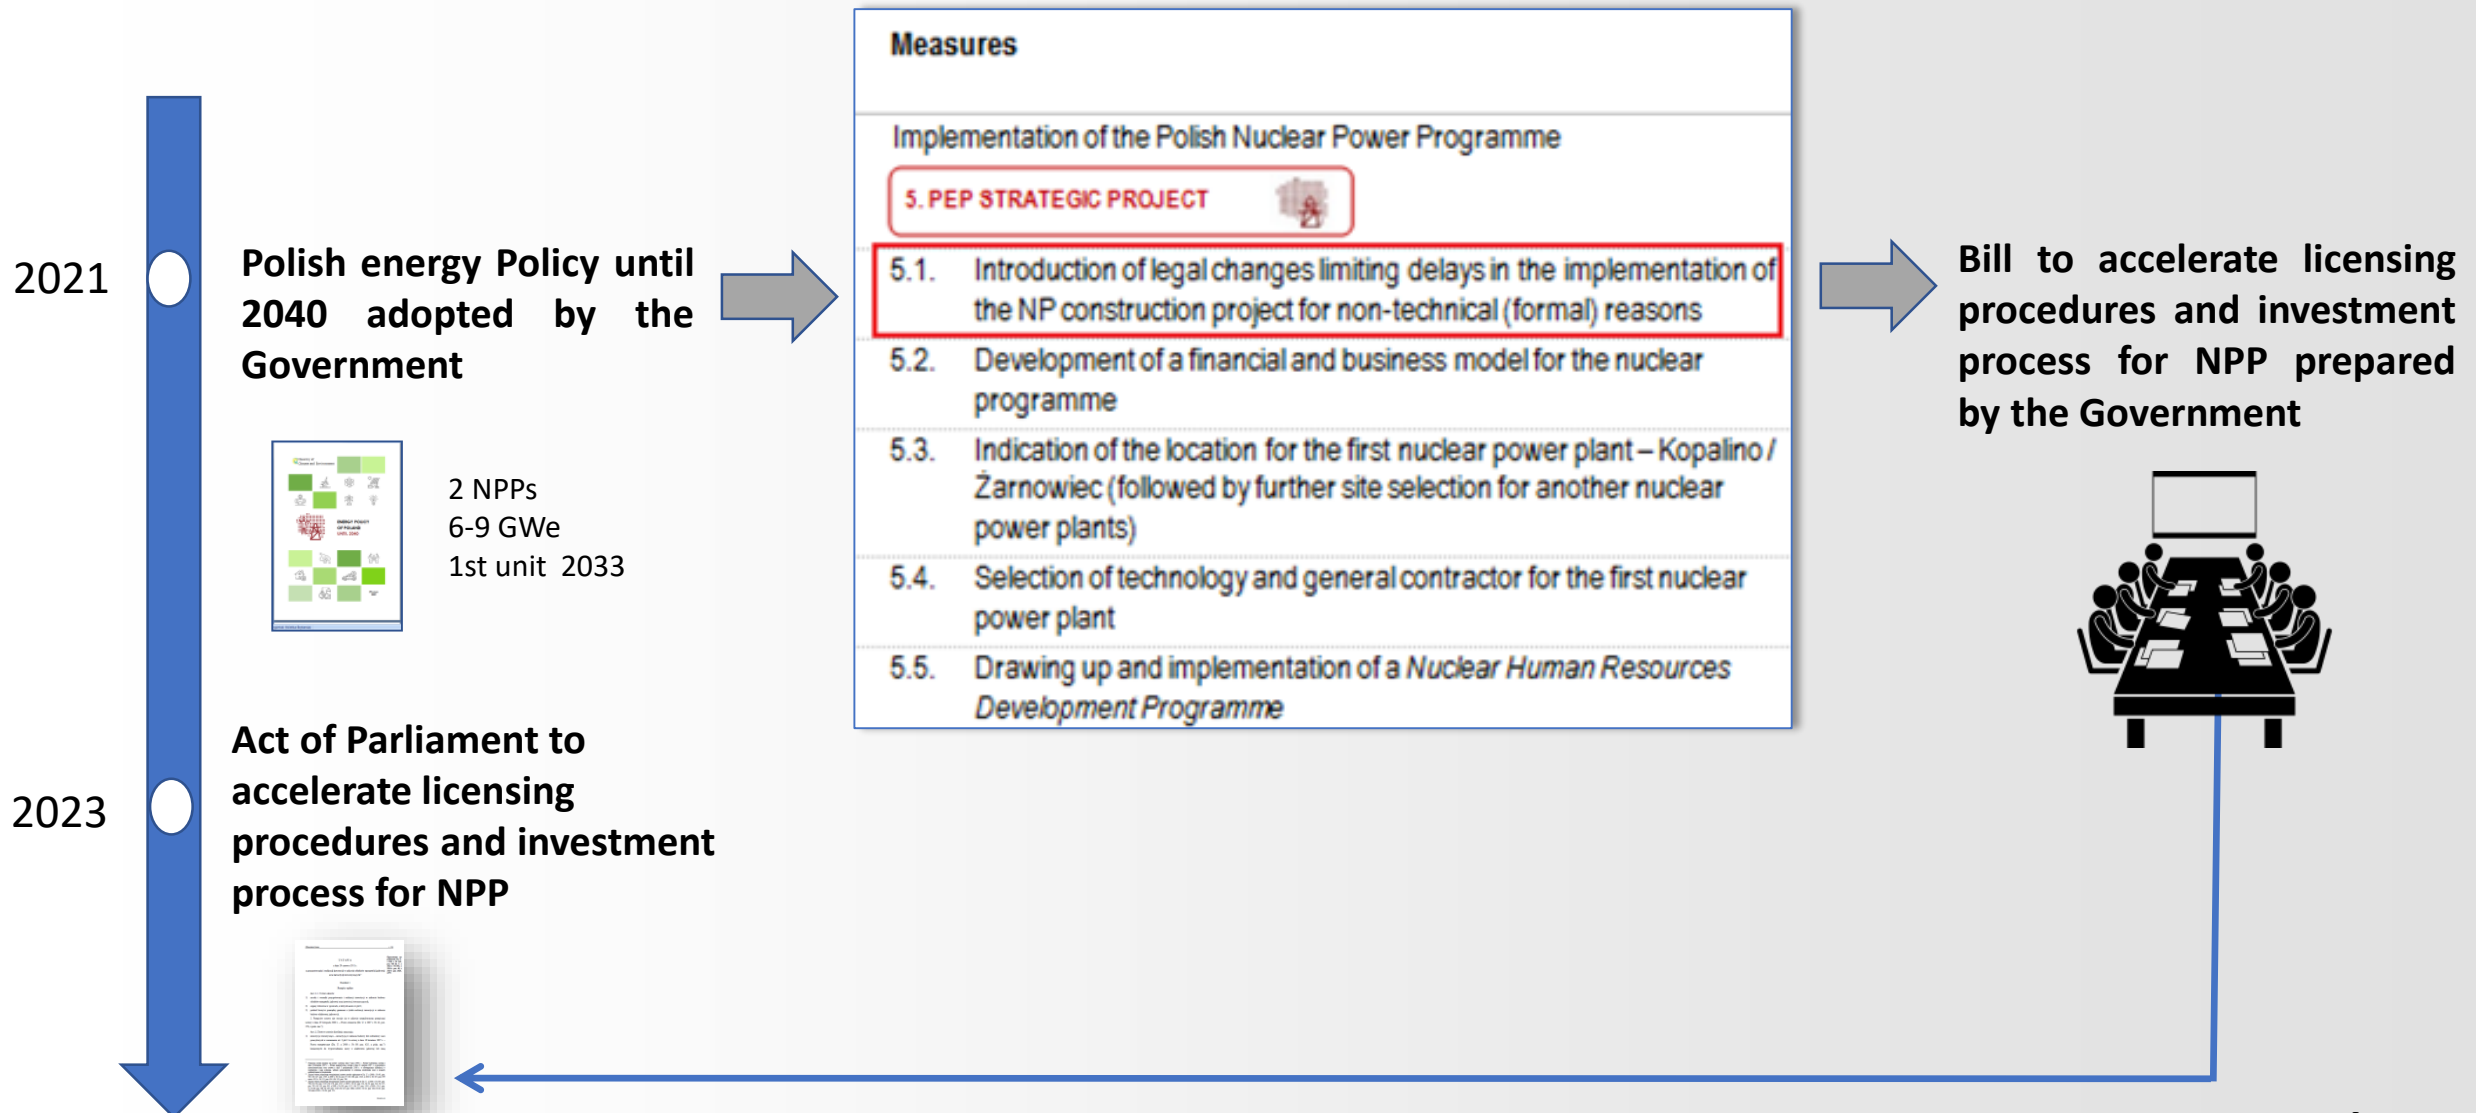 2021
Polish energy Policy until
2040 adopted by the
Government
ENERGY POLICY
OF POLAND
UNTIL 2040
2 NPPs
6-9 GWe
1st unit 2033
Measures
Implementation of the Polish Nuclear Power Programme
5. PEP STRATEGIC PROJECT
5.1. Introduction of legal changes limiting delays in the implementation of
the NP construction project for non-technical (formal) reasons
5.2. Development of a financial and business model for the nuclear
programme
5.3. Indication of the location for the first nuclear power plant – Kopalino /
Żarnowiec (followed by further site selection for another nuclear
power plants)
5.4. Selection of technology and general contractor for the first nuclear
power plant
5.5. Drawing up and implementation of a Nuclear Human Resources
Development Programme
Bill to accelerate licensing
procedures and investment
process for NPP prepared
by the Government
2023
Act of Parliament to
accelerate licensing
procedures and investment
process for NPP